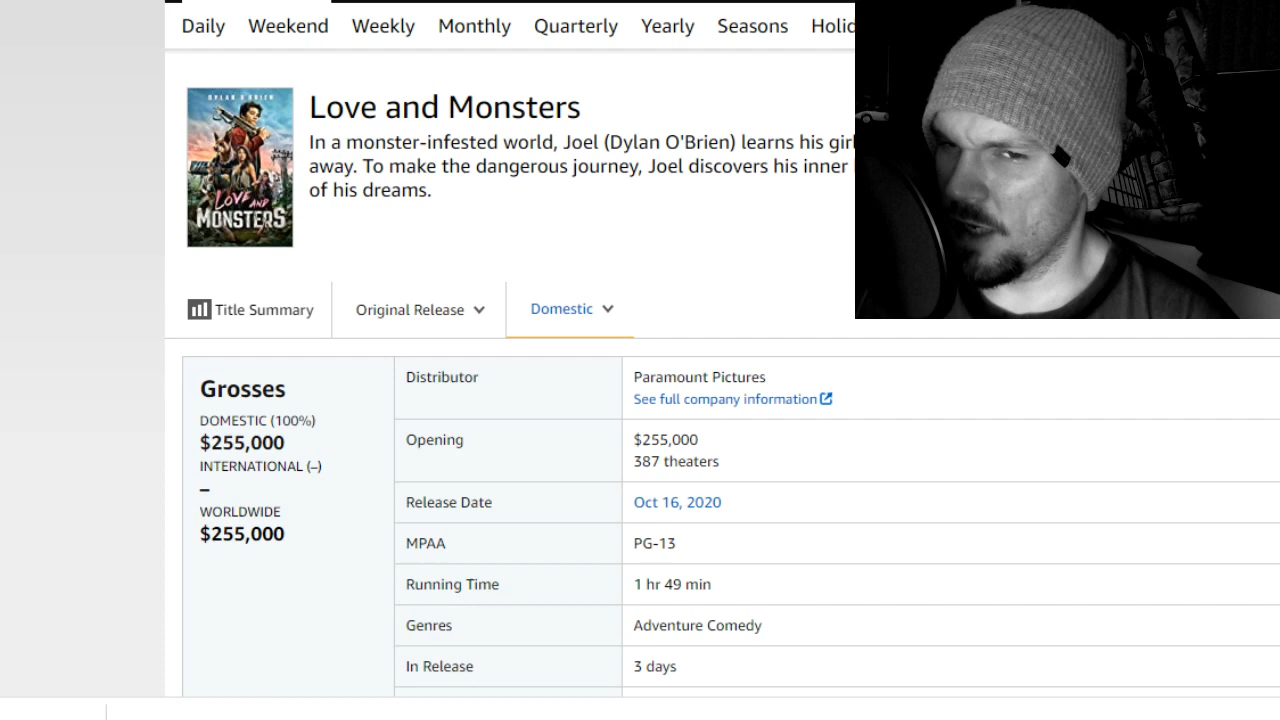 Daily Weekend Weekly Monthly Quarterly Yearly Seasons Holid
DYLAN O'BRIEN
LOVE AND
MONSTERS
Love and Monsters
In a monster-infested world, Joel (Dylan O'Brien) learns his girl
away. To make the dangerous journey, Joel discovers his inner
of his dreams.
Title Summary
Original Release
Domestic
Grosses
DOMESTIC (100%)
$255,000
INTERNATIONAL (–)
–
WORLDWIDE
$255,000
Distributor
Paramount Pictures
See full company information
Opening
$255,000
387 theaters
Release Date
Oct 16, 2020
MPAA
PG-13
Running Time
1 hr 49 min
Genres
Adventure Comedy
In Release
3 days